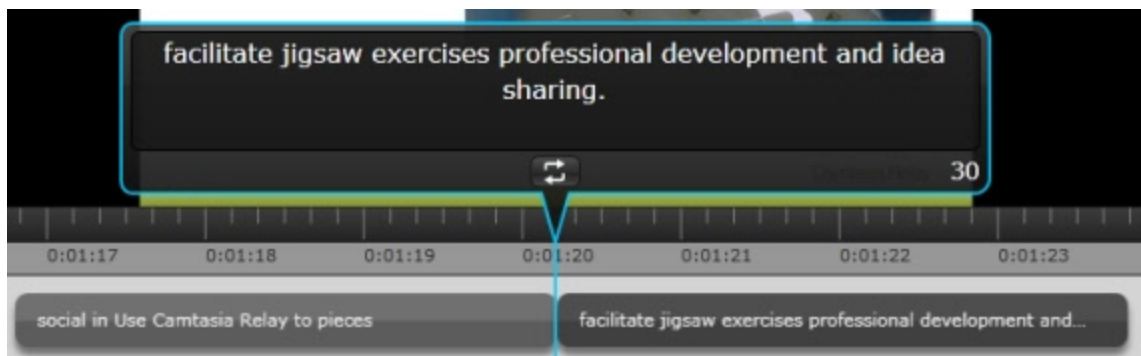 facilitate jigsaw exercises professional development and idea
sharing.
30
0:01:17 0:01:18 0:01:19 0:01:20 0:01:21 0:01:22 0:01:23
social in Use Camtasia Relay to pieces facilitate jigsaw exercises professional development and...